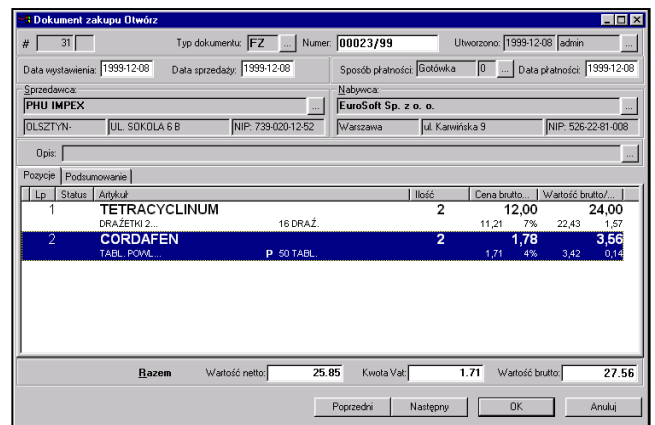 Dokument zakupu Otwórz
# 31 Typ dokumentu: FZ ... Numer: 00023/99 Utworzono: 1999-12-08 admin ...
Data wystawienia: 1999-12-08 Data sprzedaży: 1999-12-08 Sposób płatności: Gotówka 0 ... Data płatności: 1999-12-08
Sprzedawca: Nabywca:
PHU IMPEX ... EuroSoft Sp. z o. o.
OLSZTYN- UL. SOKOLA 6 B NIP: 739-020-12-52 Warszawa ul. Karwińska 9 NIP: 526-22-81-008
Opis: ...
Pozycje Podsumowanie
Lp Status Artykuł Ilość Cena brutto... Wartość brutto/...
1 TETRACYCLINUM 2 12,00 24,00
DRAŻETKI 2... 16 DRAŻ. 11,21 7% 22,43 1,57
2 CORDAFEN 2 1,78 3,56
TABL. POWL... P 50 TABL. 1,71 4% 3,42 0,14
Razem Wartość netto: 25.85 Kwota Vat: 1.71 Wartość brutto: 27.56
Poprzedni Następny OK Anuluj